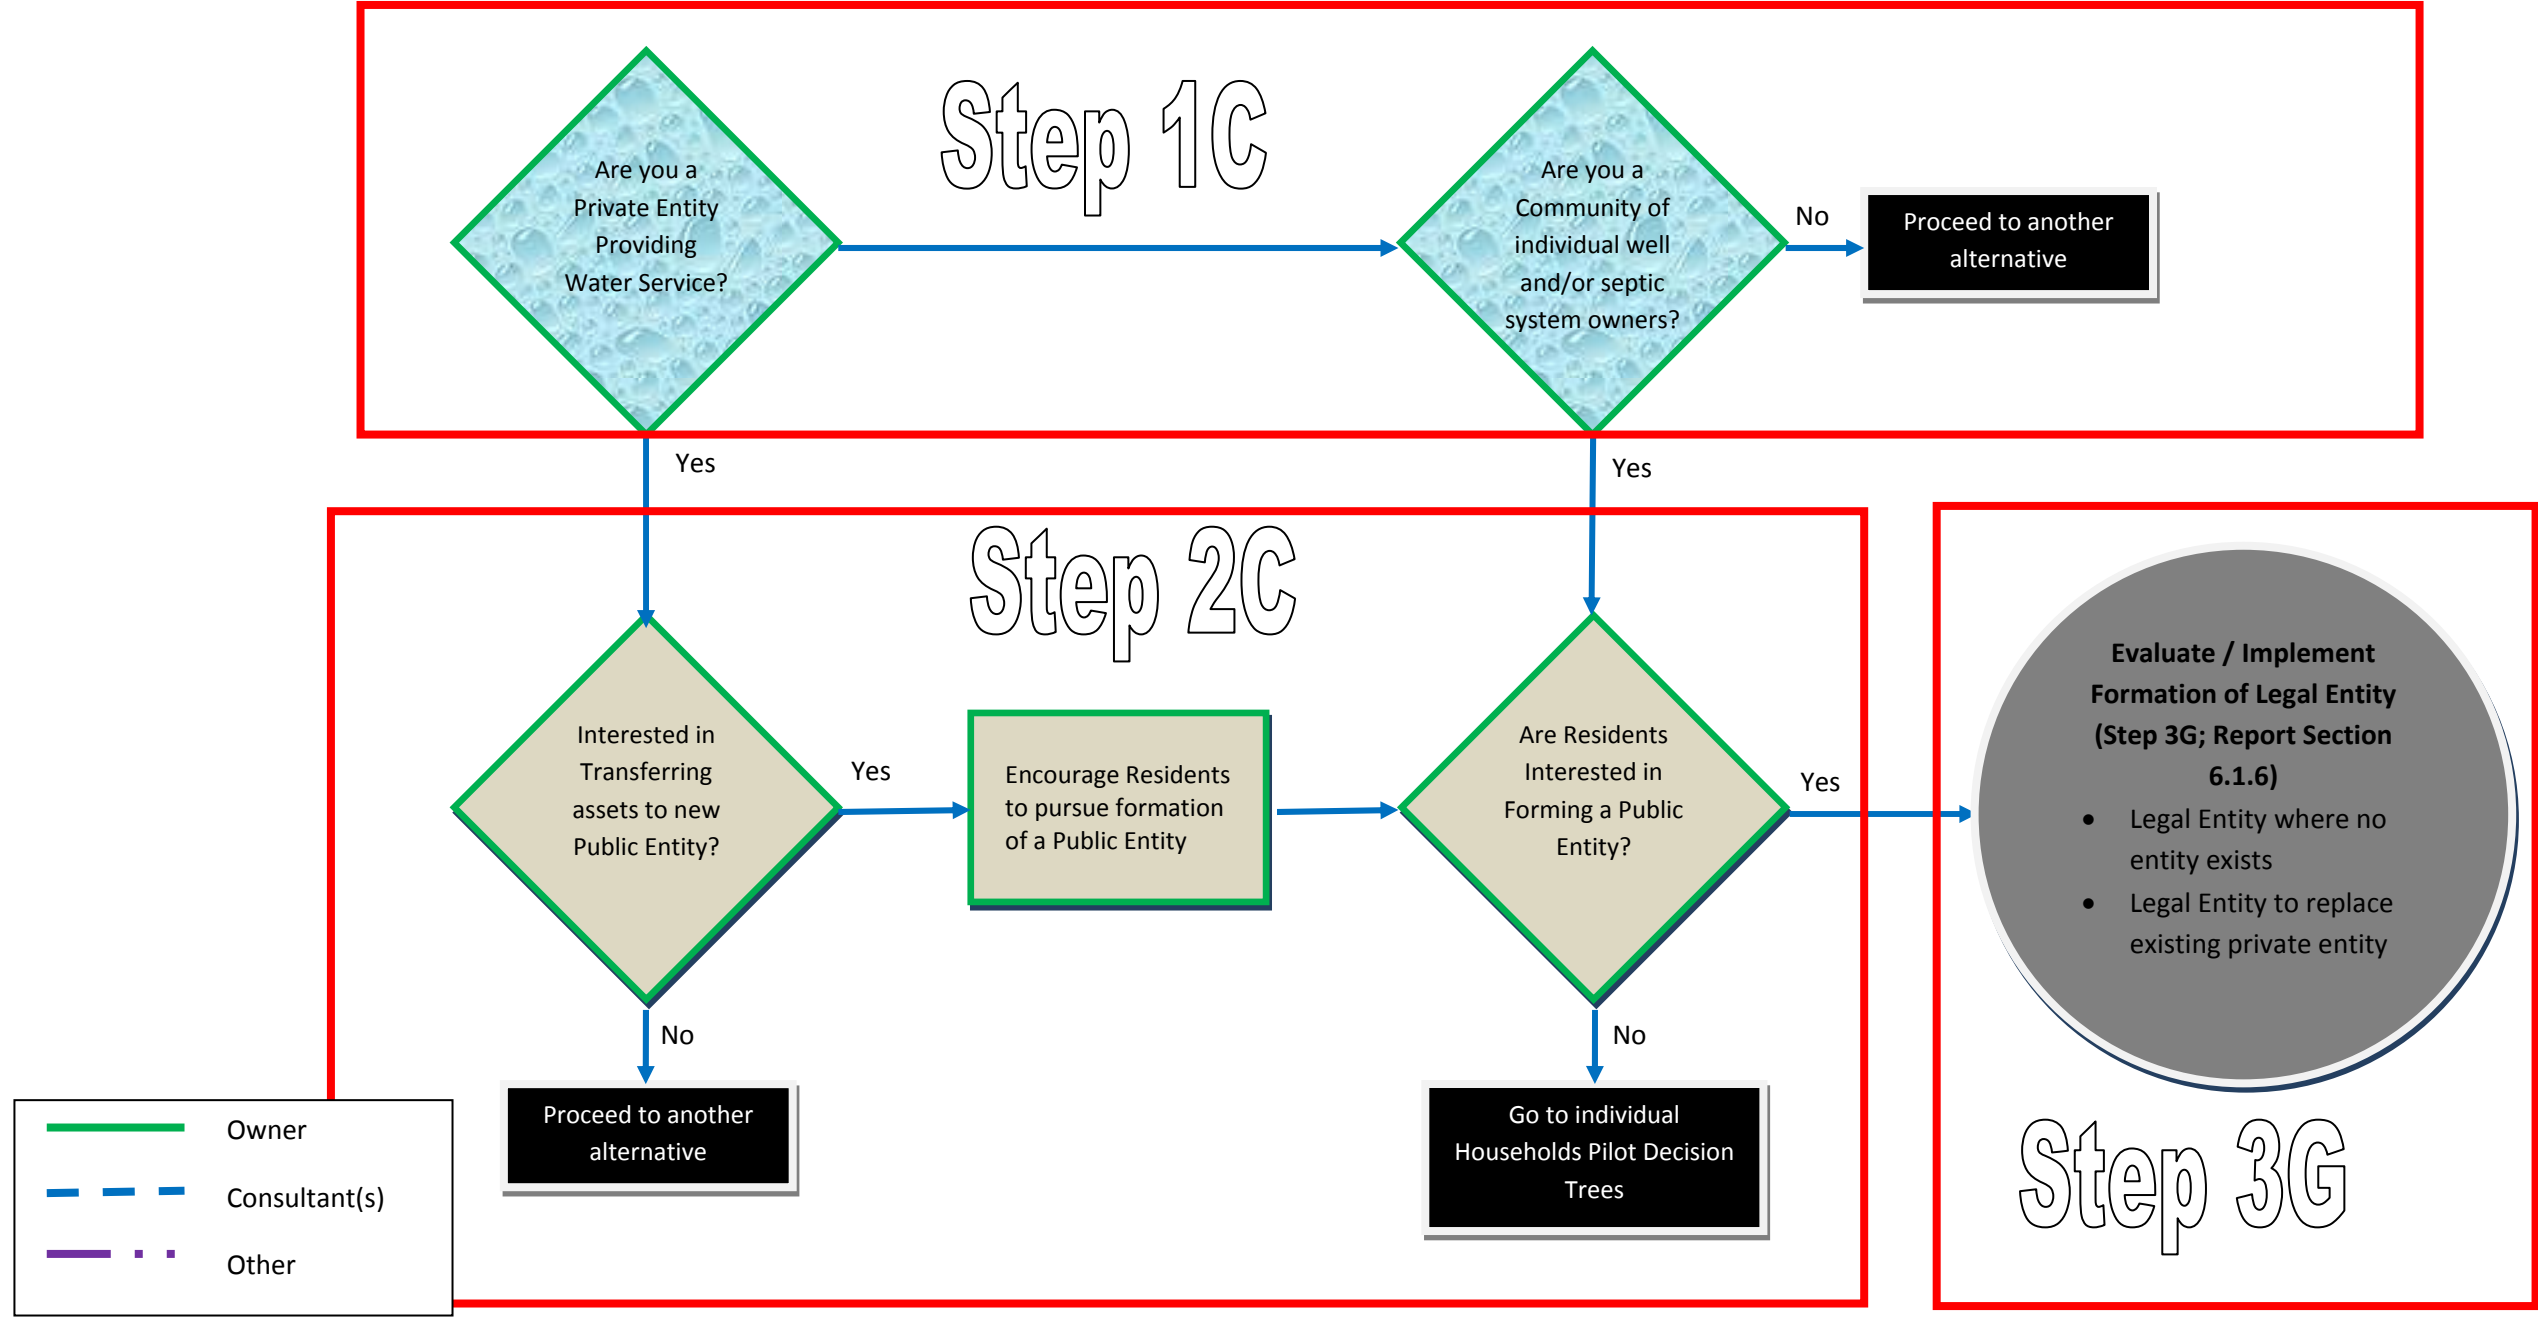 Step 1C
Are you a
Private Entity
Providing
Water Service?
Are you a
Community of
individual well
and/or septic
system owners?
No
Proceed to another
alternative
Yes
Yes
Step 2C
Interested in
Transferring
assets to new
Public Entity?
Yes
Encourage Residents
to pursue formation
of a Public Entity
Are Residents
Interested in
Forming a Public
Entity?
Yes
No
Proceed to another
alternative
No
Go to individual
Households Pilot Decision
Trees
Evaluate / Implement
Formation of Legal Entity
(Step 3G; Report Section
6.1.6)
• Legal Entity where no
entity exists
• Legal Entity to replace
existing private entity
Step 3G
Owner
Consultant(s)
Other